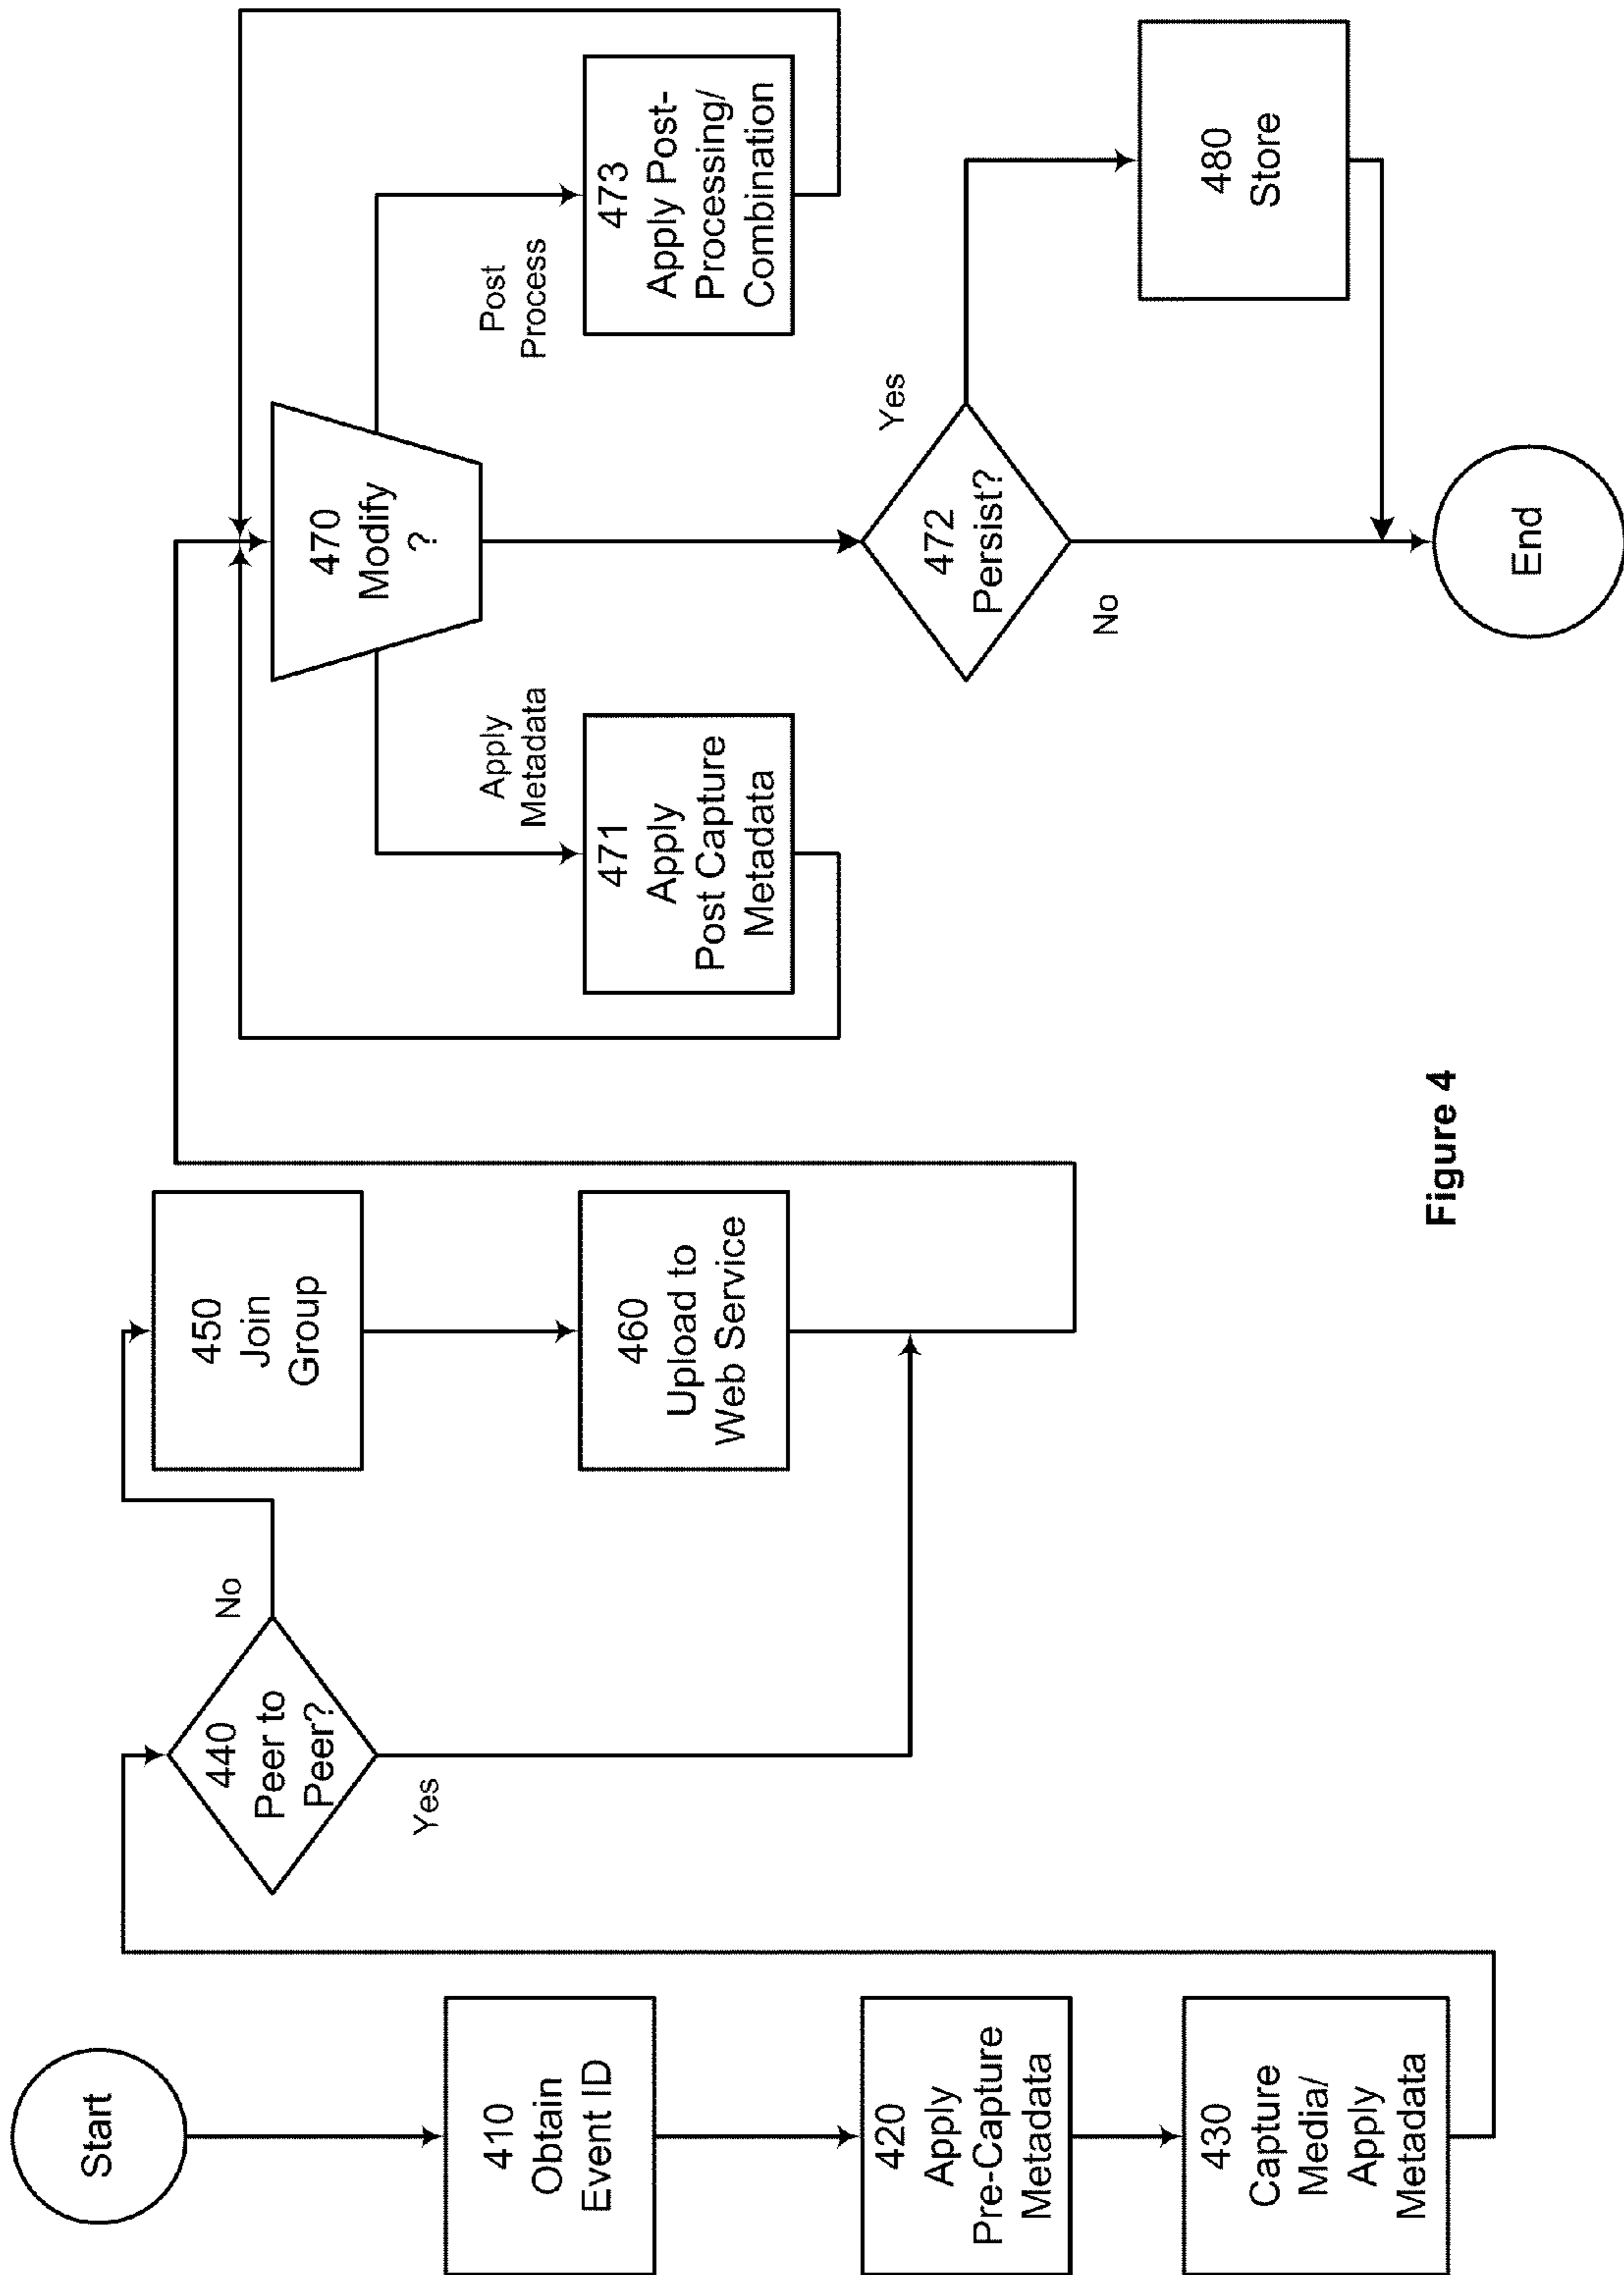 Start
410
Obtain
Event ID
420
Apply
Pre-Capture
Metadata
430
Capture
Media/
Apply
Metadata
440
Peer to
Peer?
No
Yes
450
Join
Group
460
Upload to
Web Service
470
Modify
?
Apply
Metadata
Post
Process
471
Apply
Post Capture
Metadata
473
Apply Post-
Processing/
Combination
472
Persist?
Yes
No
480
Store
End
Figure 4